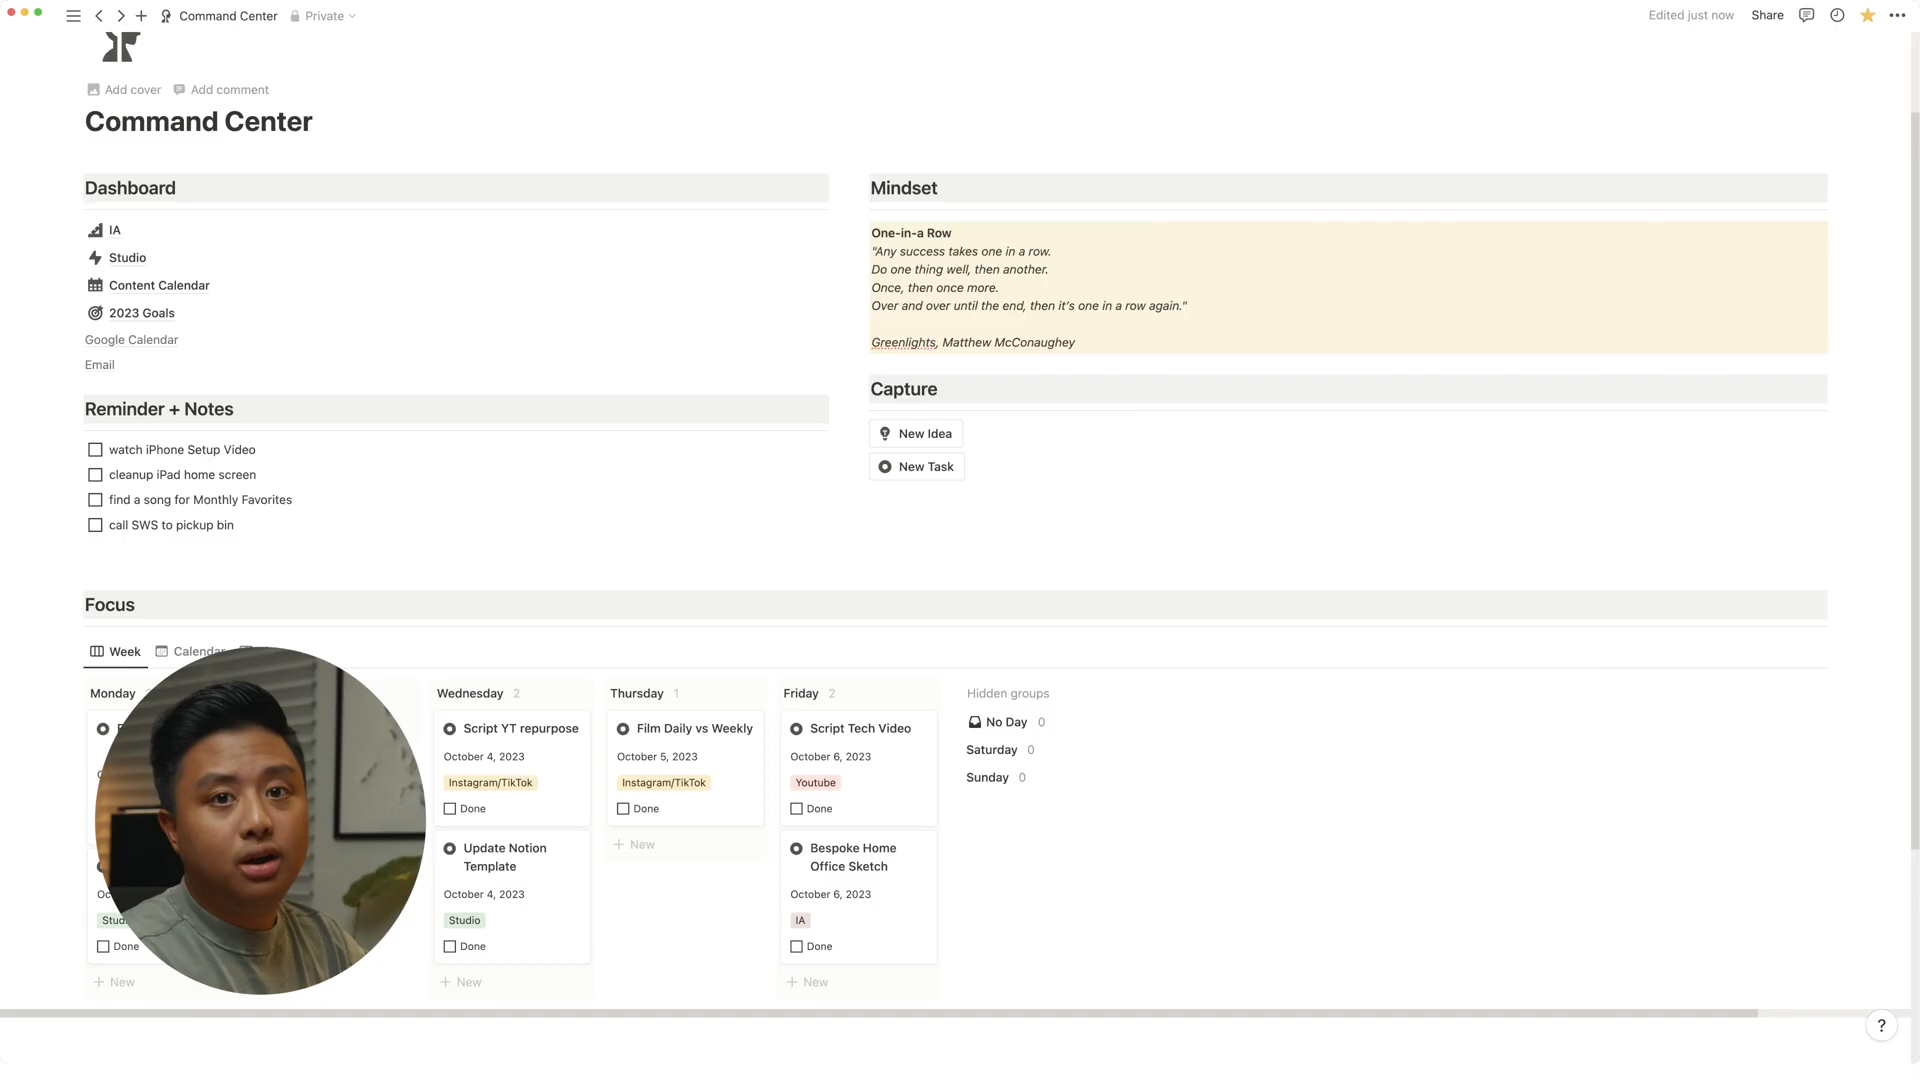 Command Center
Private
Edited just now
Share
Add cover
Add comment
Command Center
Dashboard
IA
Studio
Content Calendar
2023 Goals
Google Calendar
Email
Reminder + Notes
watch iPhone Setup Video
cleanup iPad home screen
find a song for Monthly Favorites
call SWS to pickup bin
Mindset
One-in-a Row
"Any success takes one in a row.
Do one thing well, then another.
Once, then once more.
Over and over until the end, then it's one in a row again."
Greenlights, Matthew McConaughey
Capture
New Idea
New Task
Focus
Week
Calendar
Monday
Done
New
Wednesday 2
Script YT repurpose
October 4, 2023
Instagram/TikTok
Done
Update Notion
Template
October 4, 2023
Studio
Done
New
Thursday 1
Film Daily vs Weekly
October 5, 2023
Instagram/TikTok
Done
New
Friday 2
Script Tech Video
October 6, 2023
Youtube
Done
Bespoke Home
Office Sketch
October 6, 2023
IA
Done
New
Hidden groups
No Day 0
Saturday 0
Sunday 0
?